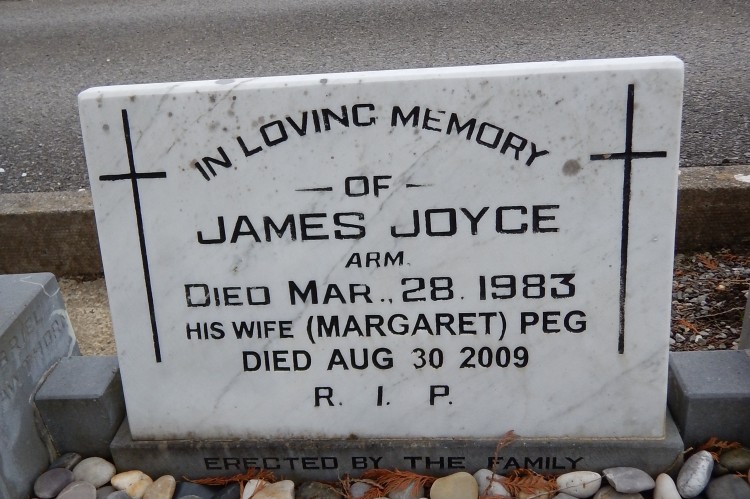 IN LOVING MEMORY
— OF —
JAMES JOYCE
ARM.
DIED MAR., 28. 1983
HIS WIFE (MARGARET) PEG
DIED AUG 30 2009
R. I. P.
ERECTED BY THE FAMILY